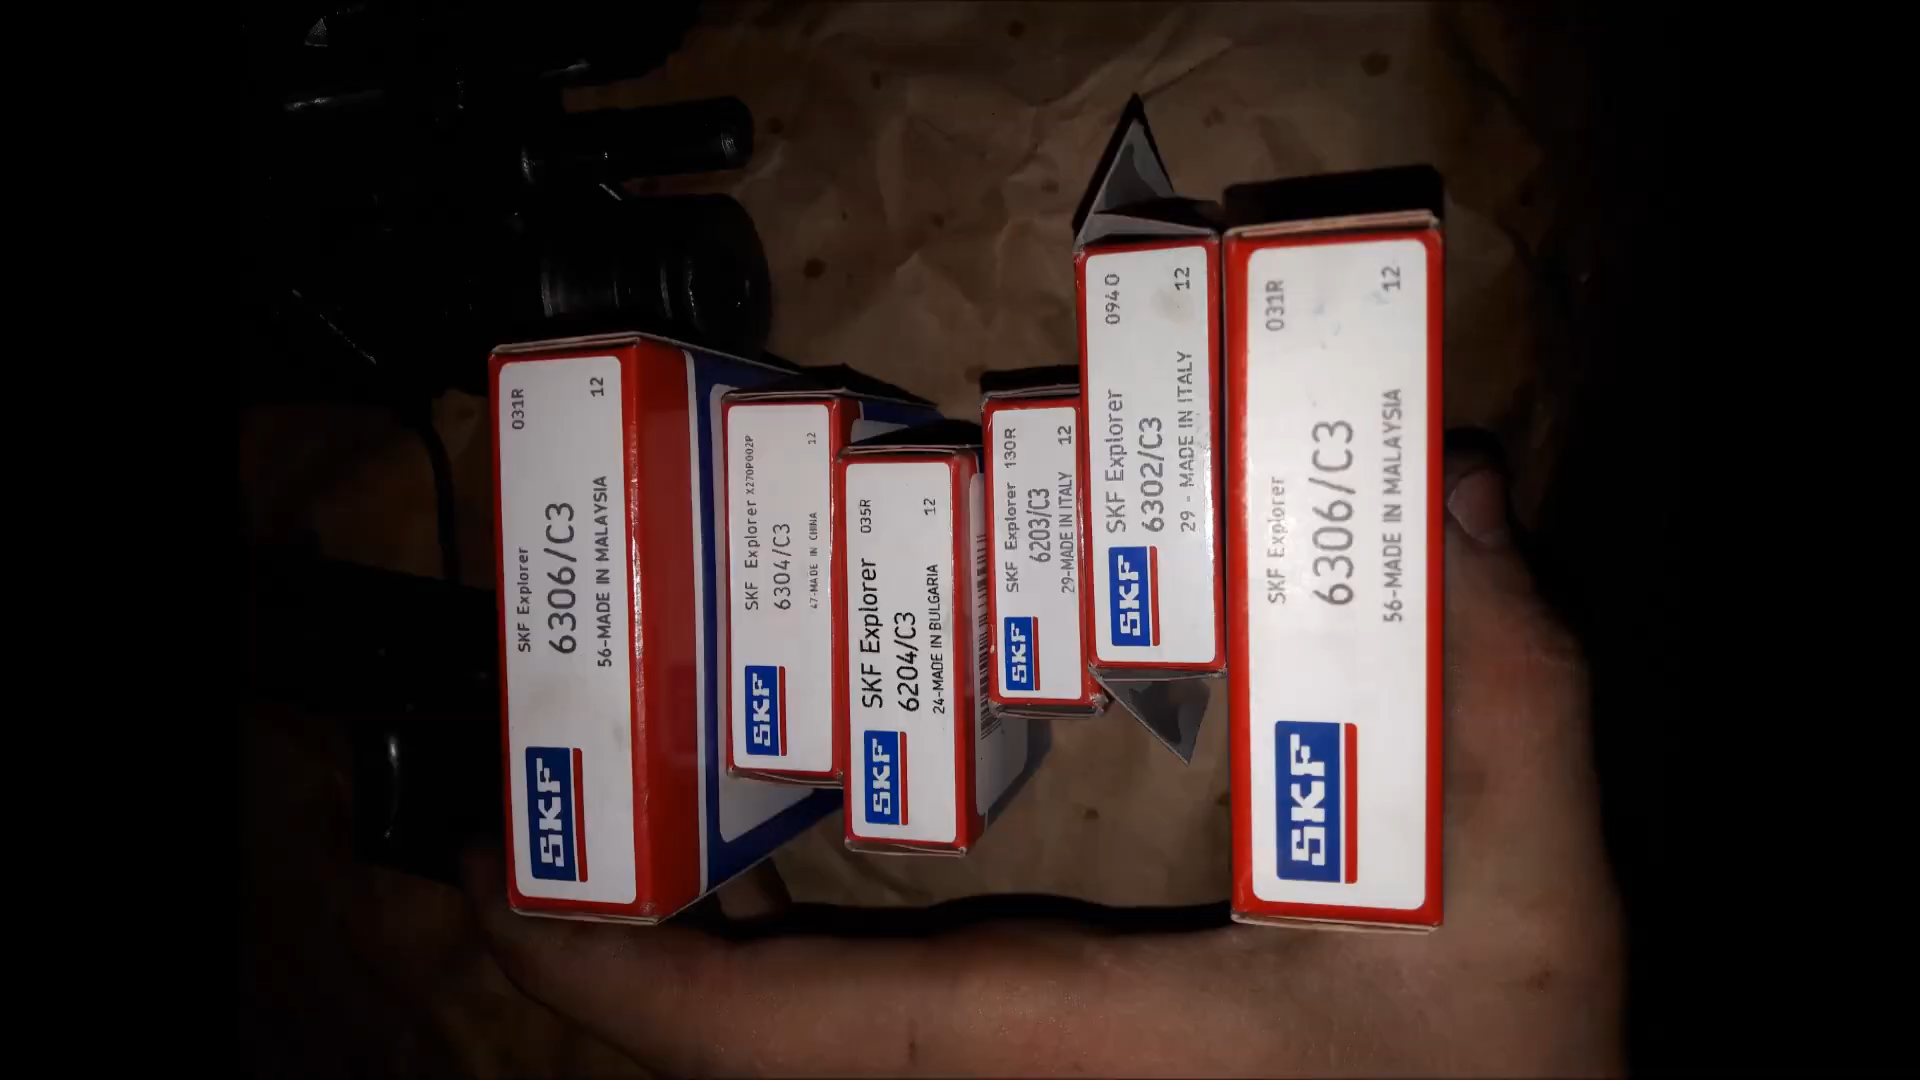 SKF
SKF Explorer 031R
6306/C3
56-MADE IN MALAYSIA 12
SKF
SKF Explorer X270P002P
6304/C3
47-MADE IN CHINA 12
SKF
SKF Explorer 035R
6204/C3
24-MADE IN BULGARIA 12
SKF
SKF Explorer 130R
6203/C3
29-MADE IN ITALY 12
SKF
SKF Explorer 094O
6302/C3
29 - MADE IN ITALY 12
SKF
SKF Explorer 031R
6306/C3
56-MADE IN MALAYSIA 12